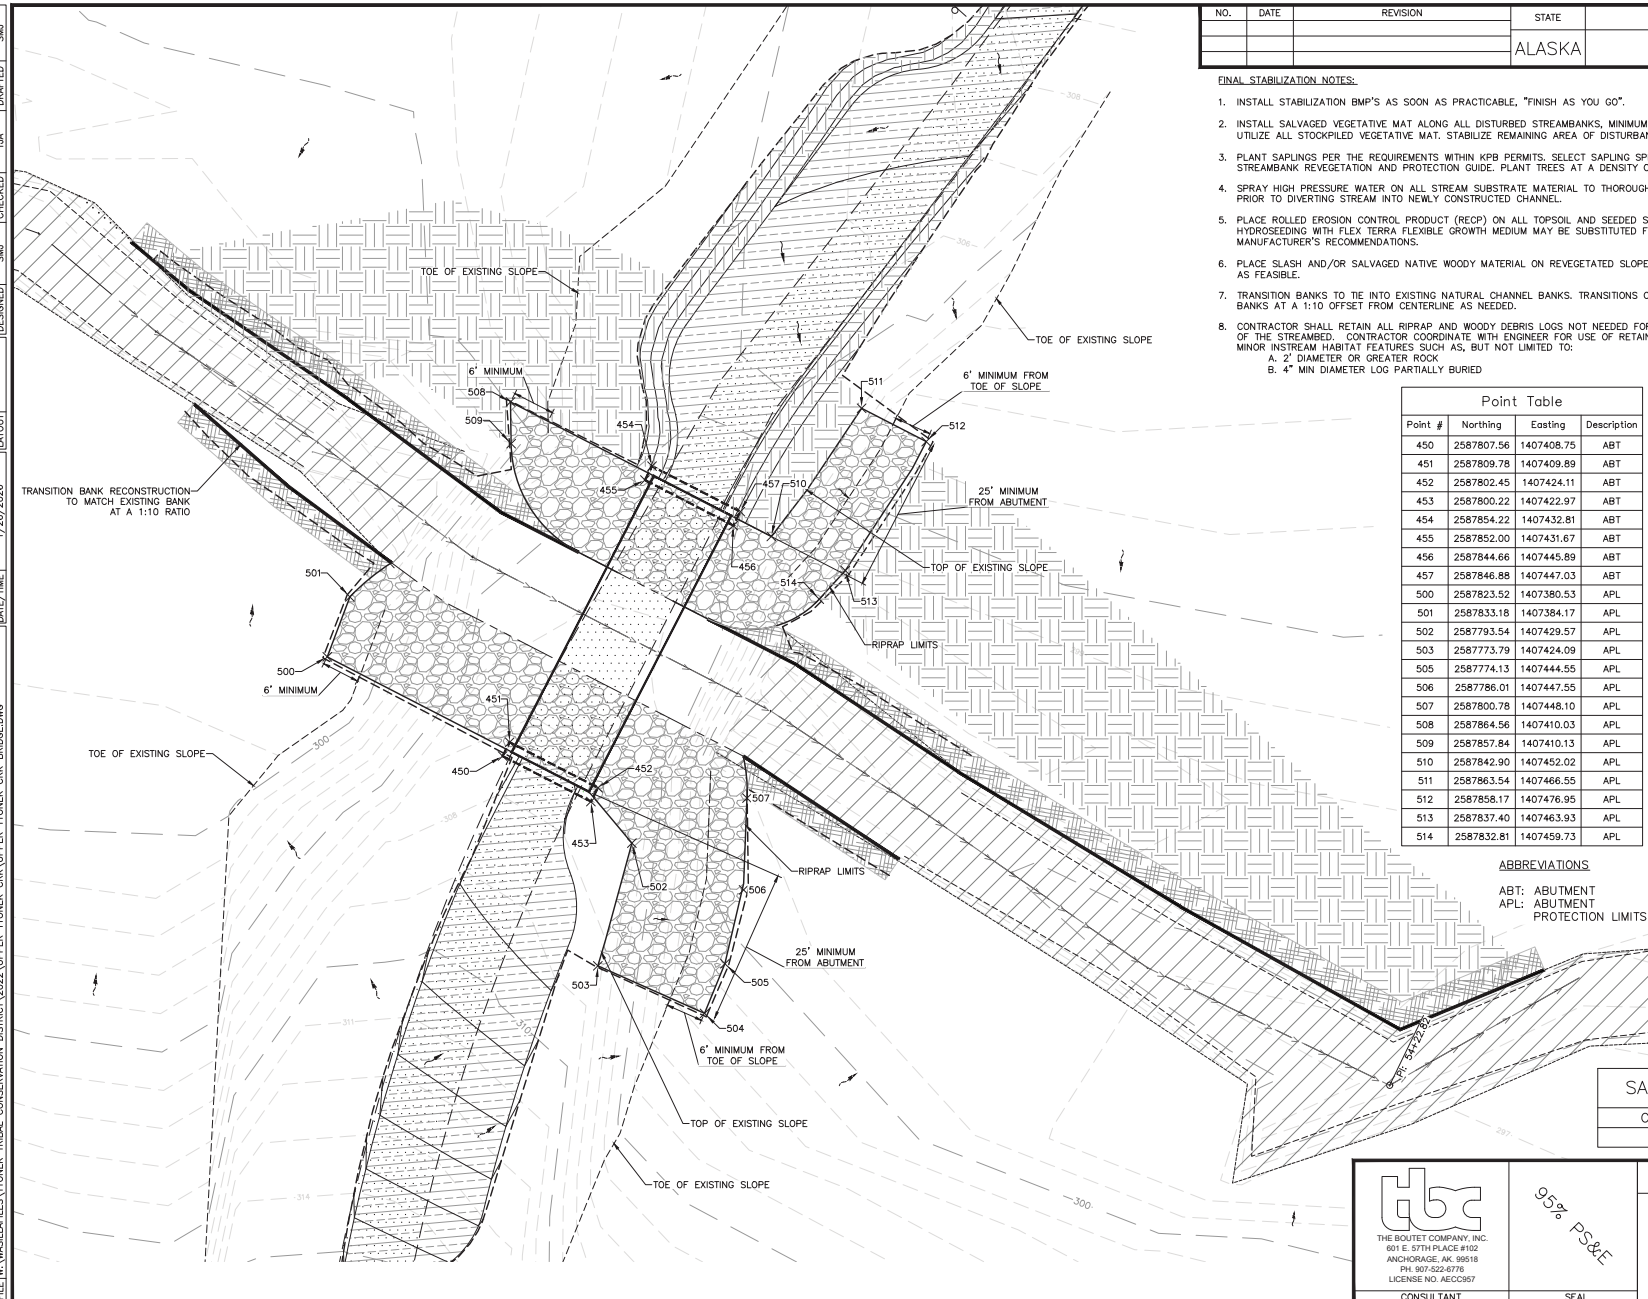 NO. DATE REVISION STATE
ALASKA
FINAL STABILIZATION NOTES:
1. INSTALL STABILIZATION BMP'S AS SOON AS PRACTICABLE, "FINISH AS YOU GO".
2. INSTALL SALVAGED VEGETATIVE MAT ALONG ALL DISTURBED STREAMBANKS, MINIMUM
UTILIZE ALL STOCKPILED VEGETATIVE MAT. STABILIZE REMAINING AREA OF
3. PLANT SAPLINGS PER THE REQUIREMENTS WITHIN KPB PERMITS. SELECT SAPLING
STREAMBANK REVEGETATION AND PROTECTION GUIDE. PLANT TREES AT A DENSITY
4. SPRAY HIGH PRESSURE WATER ON ALL STREAM SUBSTRATE MATERIAL TO
PRIOR TO DIVERTING STREAM INTO NEWLY CONSTRUCTED CHANNEL.
5. PLACE ROLLED EROSION CONTROL PRODUCT (RECP) ON ALL TOPSOIL AND SEEDED
HYDROSEEDING WITH FLEX TERRA FLEXIBLE GROWTH MEDIUM MAY BE SUBSTITUTED
MANUFACTURER'S RECOMMENDATIONS.
6. PLACE SLASH AND/OR SALVAGED NATIVE WOODY MATERIAL ON REVEGETATED
AS FEASIBLE.
7. TRANSITION BANKS TO TIE INTO EXISTING NATURAL CHANNEL BANKS. TRANSITIONS
BANKS AT A 1:10 OFFSET FROM CENTERLINE AS NEEDED.
8. CONTRACTOR SHALL RETAIN ALL RIPRAP AND WOODY DEBRIS LOGS NOT NEEDED
OF THE STREAMBED. CONTRACTOR COORDINATE WITH ENGINEER FOR USE OF
MINOR INSTREAM HABITAT FEATURES SUCH AS, BUT NOT LIMITED TO:
A. 2' DIAMETER OR GREATER ROCK
B. 4" MIN DIAMETER LOG PARTIALLY BURIED
Point Table
Point # Northing Easting Description
450 2587807.56 1407408.75 ABT
451 2587809.78 1407409.89 ABT
452 2587802.45 1407424.11 ABT
453 2587800.22 1407422.97 ABT
454 2587854.22 1407432.81 ABT
455 2587852.00 1407431.67 ABT
456 2587844.66 1407445.89 ABT
457 2587846.88 1407447.03 ABT
500 2587823.52 1407380.53 APL
501 2587833.18 1407384.17 APL
502 2587793.54 1407429.57 APL
503 2587773.79 1407424.09 APL
505 2587774.13 1407444.55 APL
506 2587786.01 1407447.55 APL
507 2587800.78 1407448.10 APL
508 2587864.56 1407410.03 APL
509 2587857.84 1407410.13 APL
510 2587842.90 1407452.02 APL
511 2587863.54 1407466.55 APL
512 2587858.17 1407476.95 APL
513 2587837.40 1407463.93 APL
514 2587832.81 1407459.73 APL
ABBREVIATIONS
ABT: ABUTMENT
APL: ABUTMENT
PROTECTION LIMITS
308
306
TOE OF EXISTING SLOPE
TOE OF EXISTING SLOPE
6' MINIMUM
508
509
454
455
511
6' MINIMUM FROM
TOE OF SLOPE
512
457
510
25' MINIMUM
FROM ABUTMENT
TRANSITION BANK RECONSTRUCTION
TO MATCH EXISTING BANK
AT A 1:10 RATIO
456
TOP OF EXISTING SLOPE
501
514
513
RIPRAP LIMITS
500
6' MINIMUM
451
300
TOE OF EXISTING SLOPE
450
452
507
308
453
RIPRAP LIMITS
502
506
25' MINIMUM
FROM ABUTMENT
503
505
504
311
310
6' MINIMUM FROM
TOE OF SLOPE
TOP OF EXISTING SLOPE
TOE OF EXISTING SLOPE
314
300
297
PI: 54+22.82
tbc
THE BOUTET COMPANY, INC.
601 E. 57TH PLACE #102
ANCHORAGE, AK. 99518
PH. 907-522-6776
LICENSE NO. AECC957
CONSULTANT
95% PS&E
SEAL